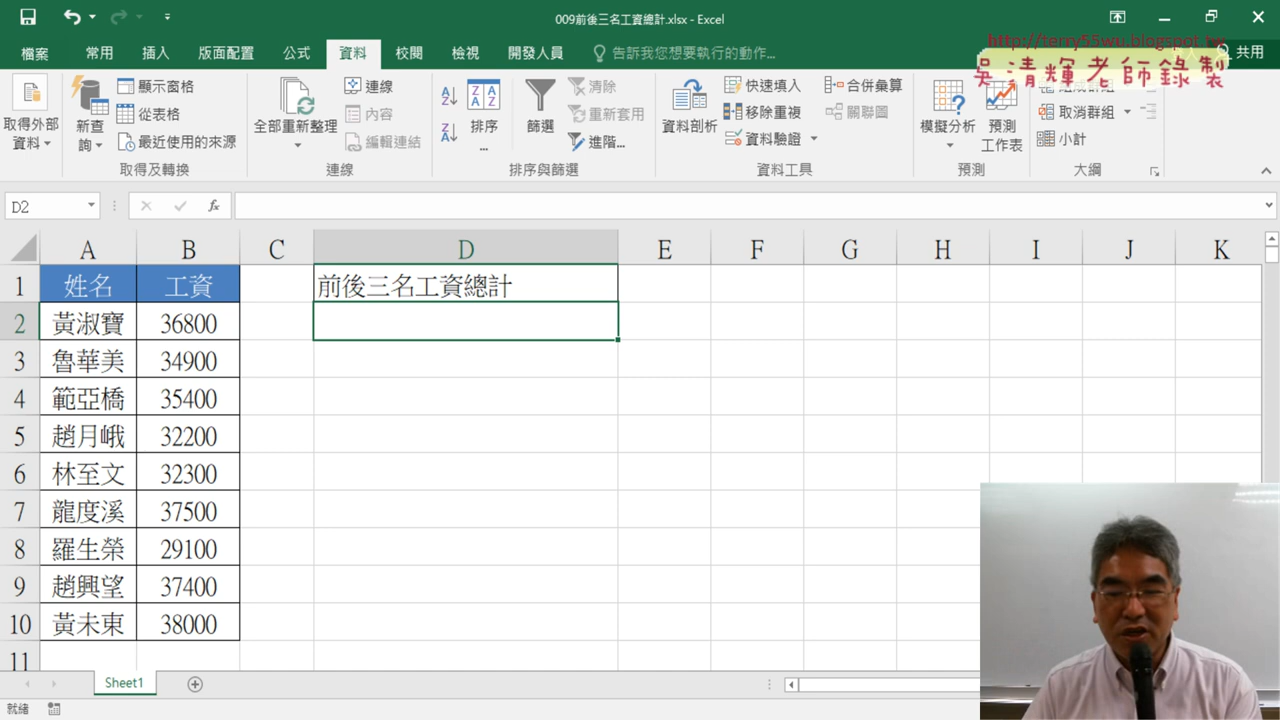 009前後三名工資總計.xlsx - Excel
http://terry55wu.blogspot.tw
吳清輝老師錄製
檔案 常用 插入 版面配置 公式 資料 校閱 檢視 開發人員 告訴我您想要執行的動作... 共用
取得外部資料
新查詢
顯示窗格
從表格
最近使用的來源
取得及轉換
全部重新整理
連線
內容
編輯連結
連線
排序...
篩選
清除
重新套用
進階...
排序與篩選
資料剖析
快速填入
移除重複
資料驗證
合併彙算
關聯圖
資料工具
模擬分析
預測工作表
預測
取消群組
小計
大綱
D2 fx
A B C D E F G H I J K
1 姓名 工資 前後三名工資總計
2 黃淑寶 36800
3 魯華美 34900
4 範亞橋 35400
5 趙月峨 32200
6 林至文 32300
7 龍度溪 37500
8 羅生榮 29100
9 趙興望 37400
10 黃未東 38000
11
Sheet1
就緒